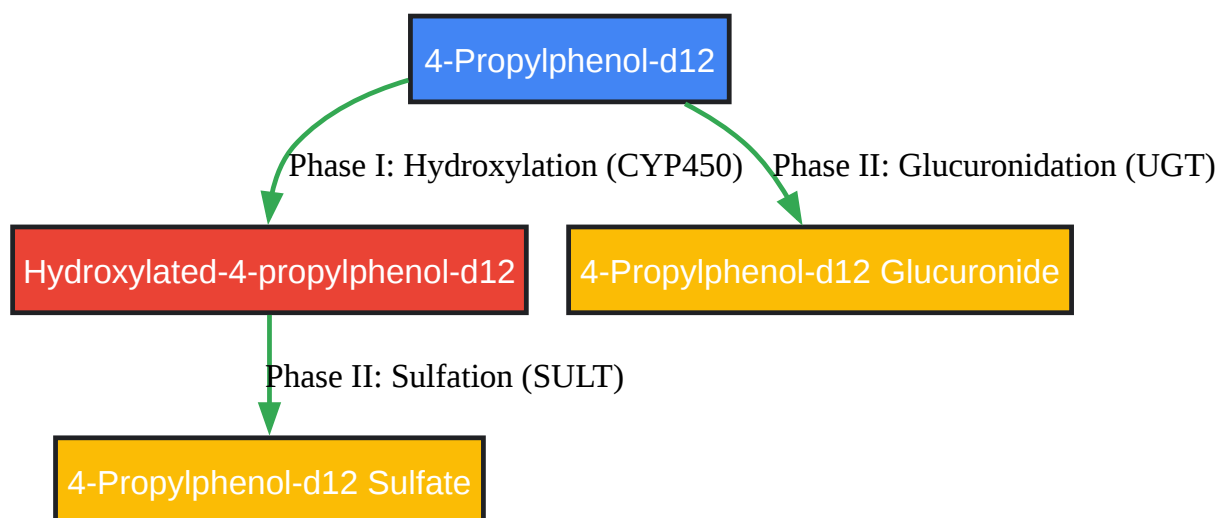 4-Propylphenol-d12
Phase I: Hydroxylation (CYP450)
Phase II: Glucuronidation (UGT)
Hydroxylated-4-propylphenol-d12
4-Propylphenol-d12 Glucuronide
Phase II: Sulfation (SULT)
4-Propylphenol-d12 Sulfate